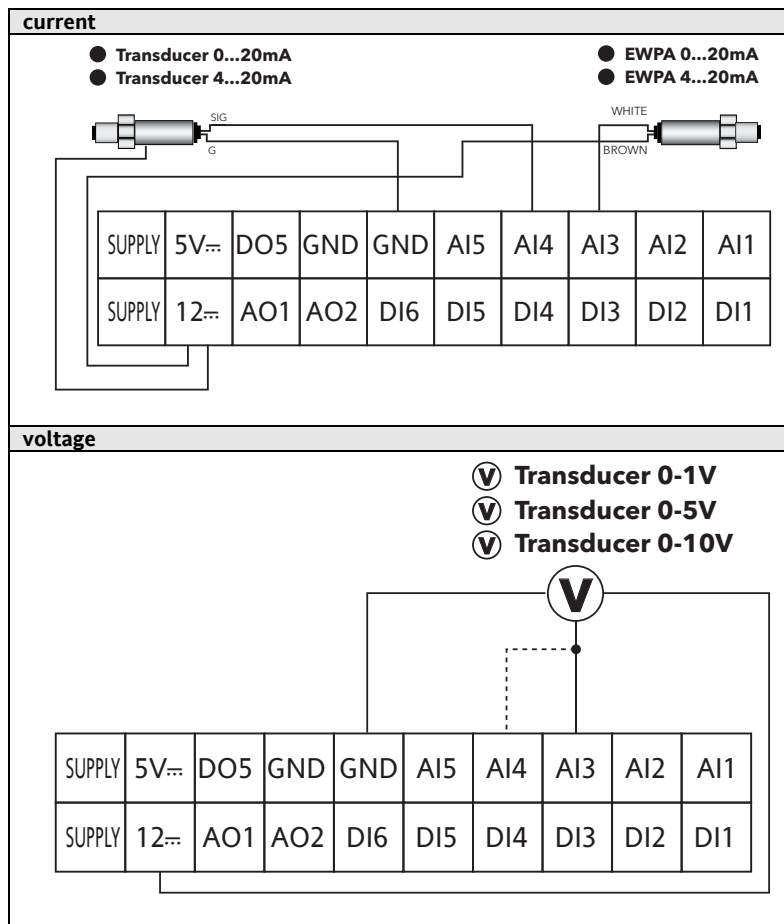 current
● Transducer 0...20mA
● Transducer 4...20mA
● EWPA 0...20mA
● EWPA 4...20mA
SIG
G
WHITE
BROWN
SUPPLY 5V⎓ DO5 GND GND AI5 AI4 AI3 AI2 AI1
SUPPLY 12⎓ AO1 AO2 DI6 DI5 DI4 DI3 DI2 DI1
voltage
Ⓥ Transducer 0-1V
Ⓥ Transducer 0-5V
Ⓥ Transducer 0-10V
V
SUPPLY 5V⎓ DO5 GND GND AI5 AI4 AI3 AI2 AI1
SUPPLY 12⎓ AO1 AO2 DI6 DI5 DI4 DI3 DI2 DI1